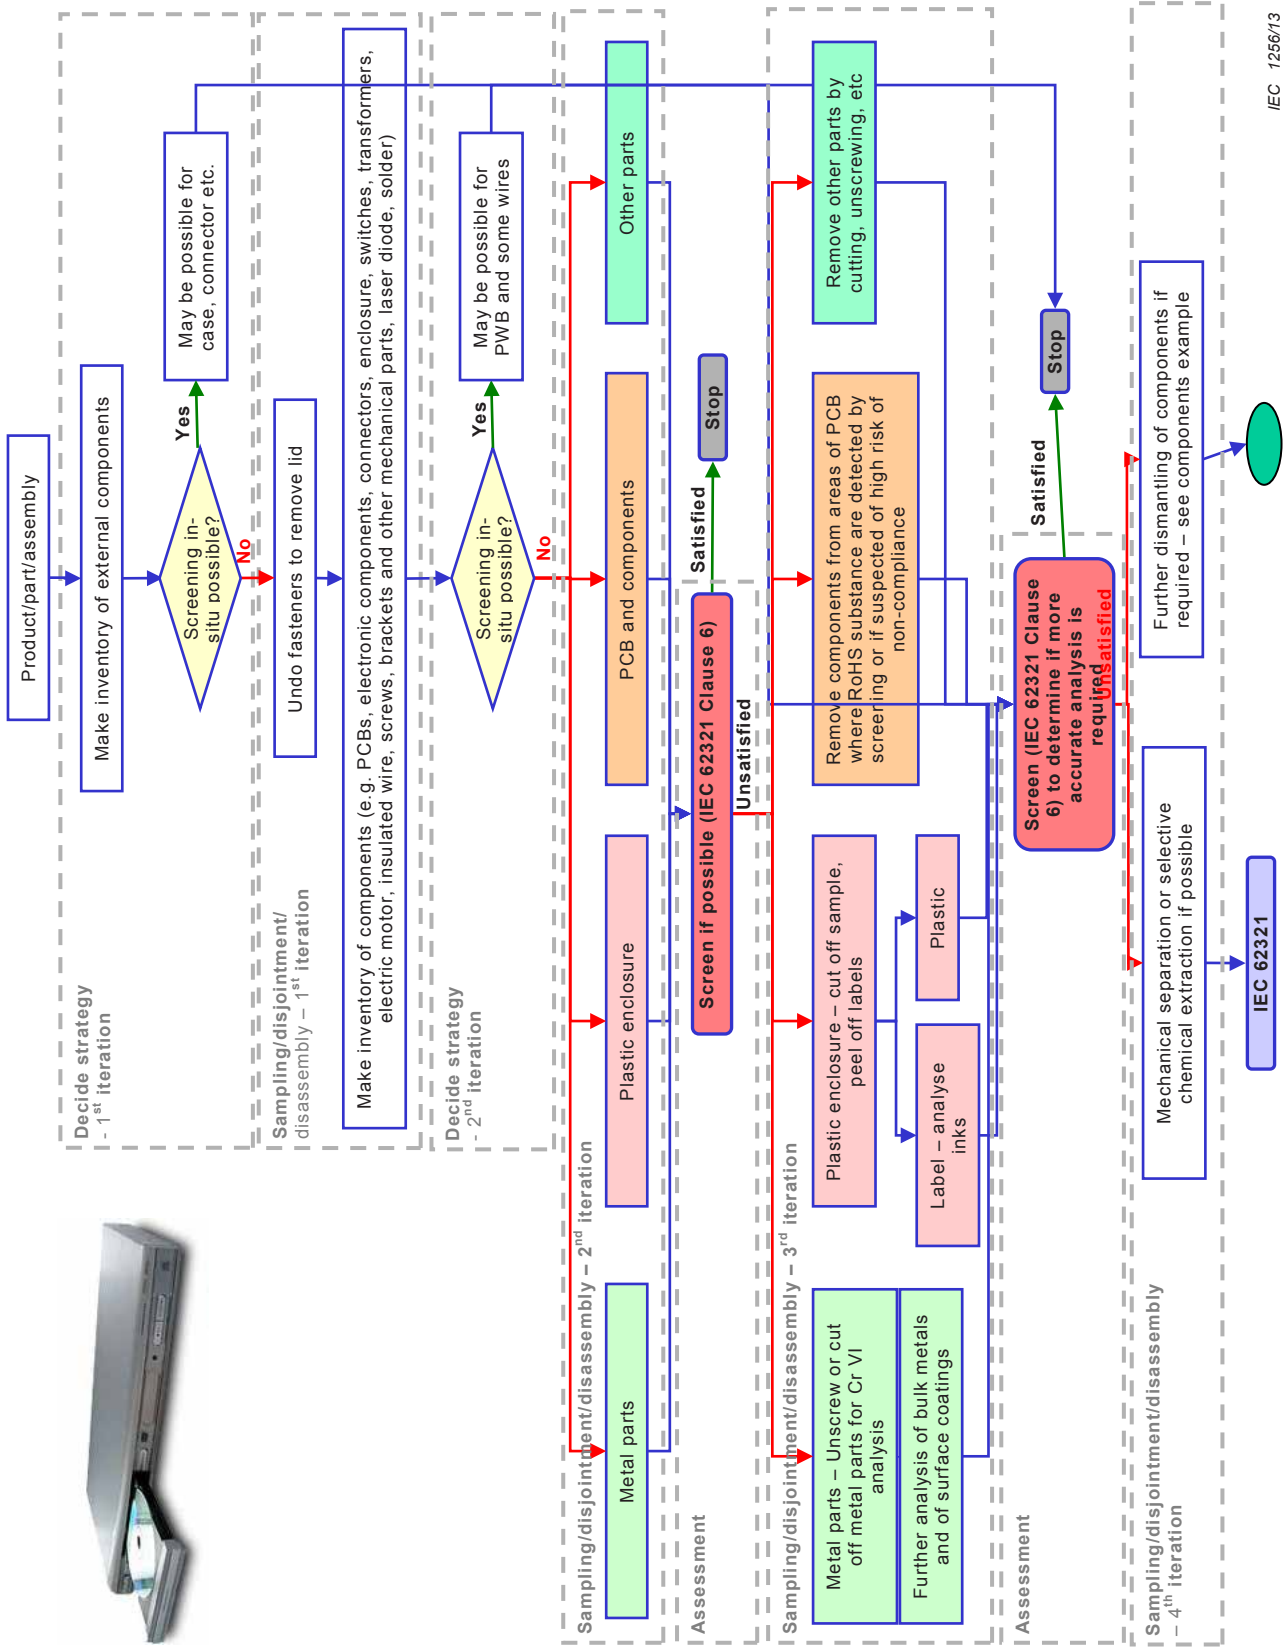 Product/part/assembly
Decide strategy
- 1st iteration
Make inventory of external components
Screening in-
situ possible?
Yes
May be possible for
case, connector etc.
No
Sampling/disjointment/
disassembly – 1st iteration
Undo fasteners to remove lid
Make inventory of components (e.g. PCBs, electronic components, connectors, enclosure, switches, transformers,
electric motor, insulated wire, screws, brackets and other mechanical parts, laser diode, solder)
Decide strategy
- 2nd iteration
Screening in-
situ possible?
Yes
May be possible for
PWB and some wires
No
Sampling/disjointment/disassembly – 2nd iteration
Metal parts
Plastic enclosure
PCB and components
Other parts
Assessment
Screen if possible (IEC 62321 Clause 6)
Satisfied
Stop
Unsatisfied
Sampling/disjointment/disassembly – 3rd iteration
Metal parts – Unscrew or cut
off metal parts for Cr VI
analysis
Further analysis of bulk metals
and of surface coatings
Plastic enclosure – cut off sample,
peel off labels
Label – analyse
inks
Plastic
Remove components from areas of PCB
where RoHS substance are detected by
screening or if suspected of high risk of
non-compliance
Remove other parts by
cutting, unscrewing, etc
Assessment
Screen (IEC 62321 Clause
6) to determine if more
accurate analysis is
required
Satisfied
Stop
Unsatisfied
Sampling/disjointment/disassembly
– 4th iteration
Mechanical separation or selective
chemical extraction if possible
Further dismantling of components if
required – see components example
IEC 62321
IEC 1256/13